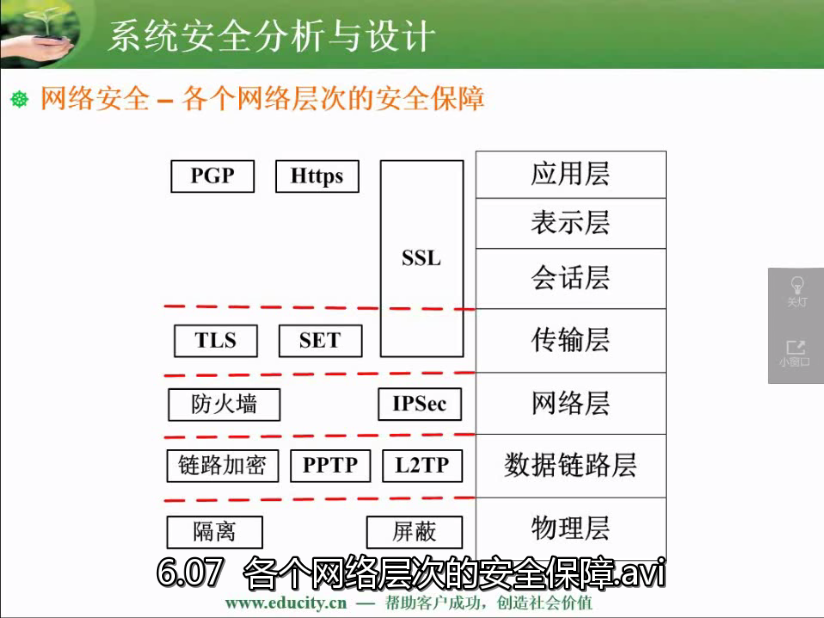 系统安全分析与设计
网络安全 – 各个网络层次的安全保障
PGP Https SSL 应用层
表示层
会话层
TLS SET 传输层
防火墙 IPSec 网络层
链路加密 PPTP L2TP 数据链路层
隔离 屏蔽 物理层
关灯
小窗口
6.07 各个网络层次的安全保障.avi
www.educity.cn — 帮助客户成功，创造社会价值